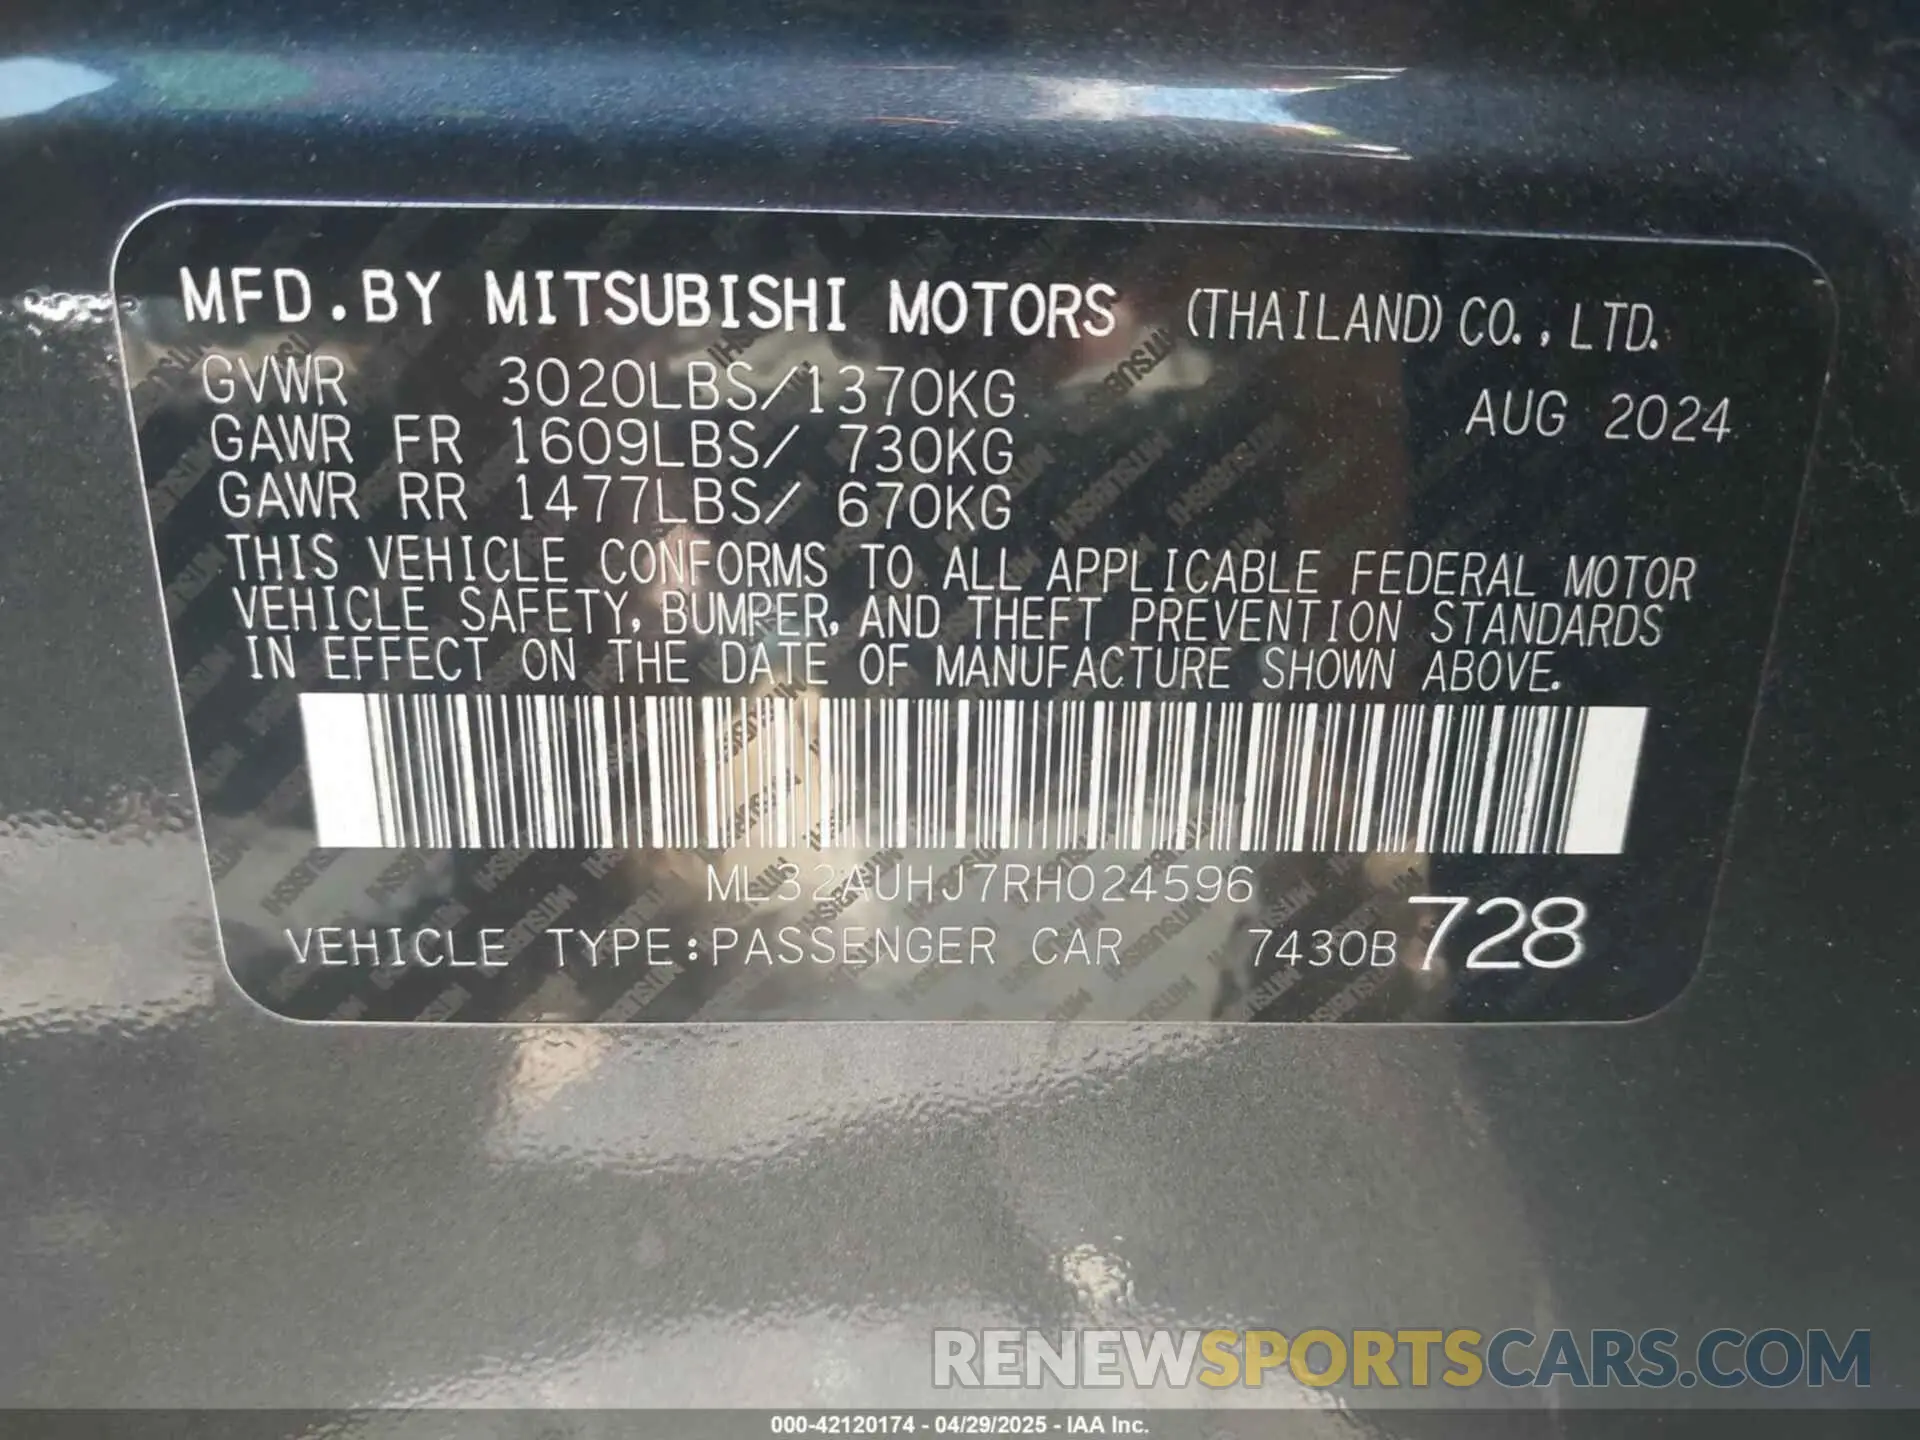 MFD.BY MITSUBISHI MOTORS (THAILAND)CO.,LTD.
GVWR 3020LBS/1370KG AUG 2024
GAWR FR 1609LBS/ 730KG
GAWR RR 1477LBS/ 670KG
THIS VEHICLE CONFORMS TO ALL APPLICABLE FEDERAL MOTOR
VEHICLE SAFETY, BUMPER, AND THEFT PREVENTION STANDARDS
IN EFFECT ON THE DATE OF MANUFACTURE SHOWN ABOVE.
ML32AUHJ7RH024596
VEHICLE TYPE:PASSENGER CAR 7430B 728
RENEWSPORTSCARS.COM
000-42120174 - 04/29/2025 - IAA Inc.